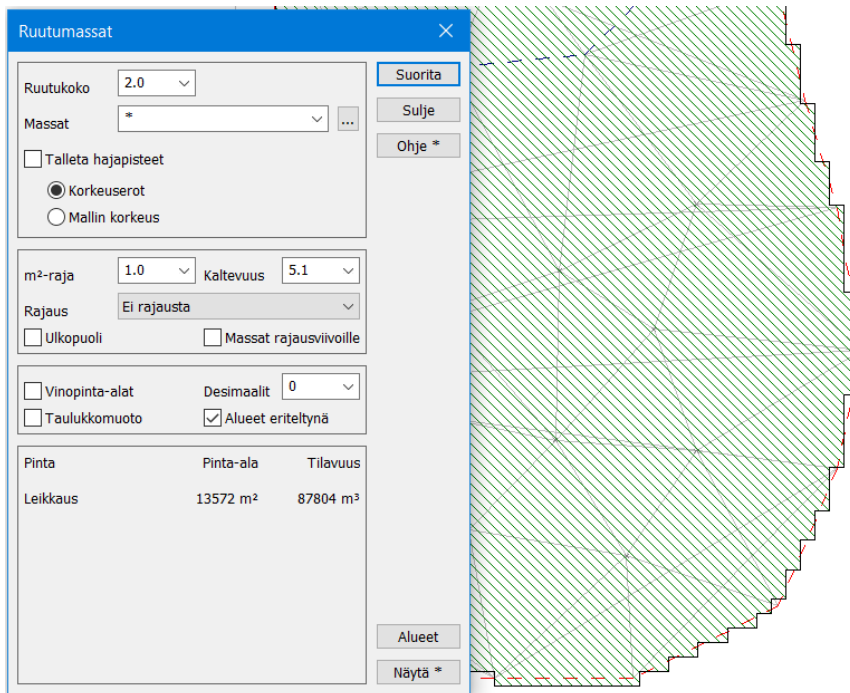 Ruutumassat
Ruutukoko 2.0
Massat * ...
Talleta hajapisteet
Korkeuserot
Mallin korkeus
m²-raja 1.0 Kaltevuus 5.1
Rajaus Ei rajausta
Ulkopuoli Massat rajausviivoille
Vinopinta-alat Desimaalit 0
Taulukkomuoto Alueet eriteltynä
Pinta Pinta-ala Tilavuus
Leikkaus 13572 m² 87804 m³
Suorita
Sulje
Ohje *
Alueet
Näytä *